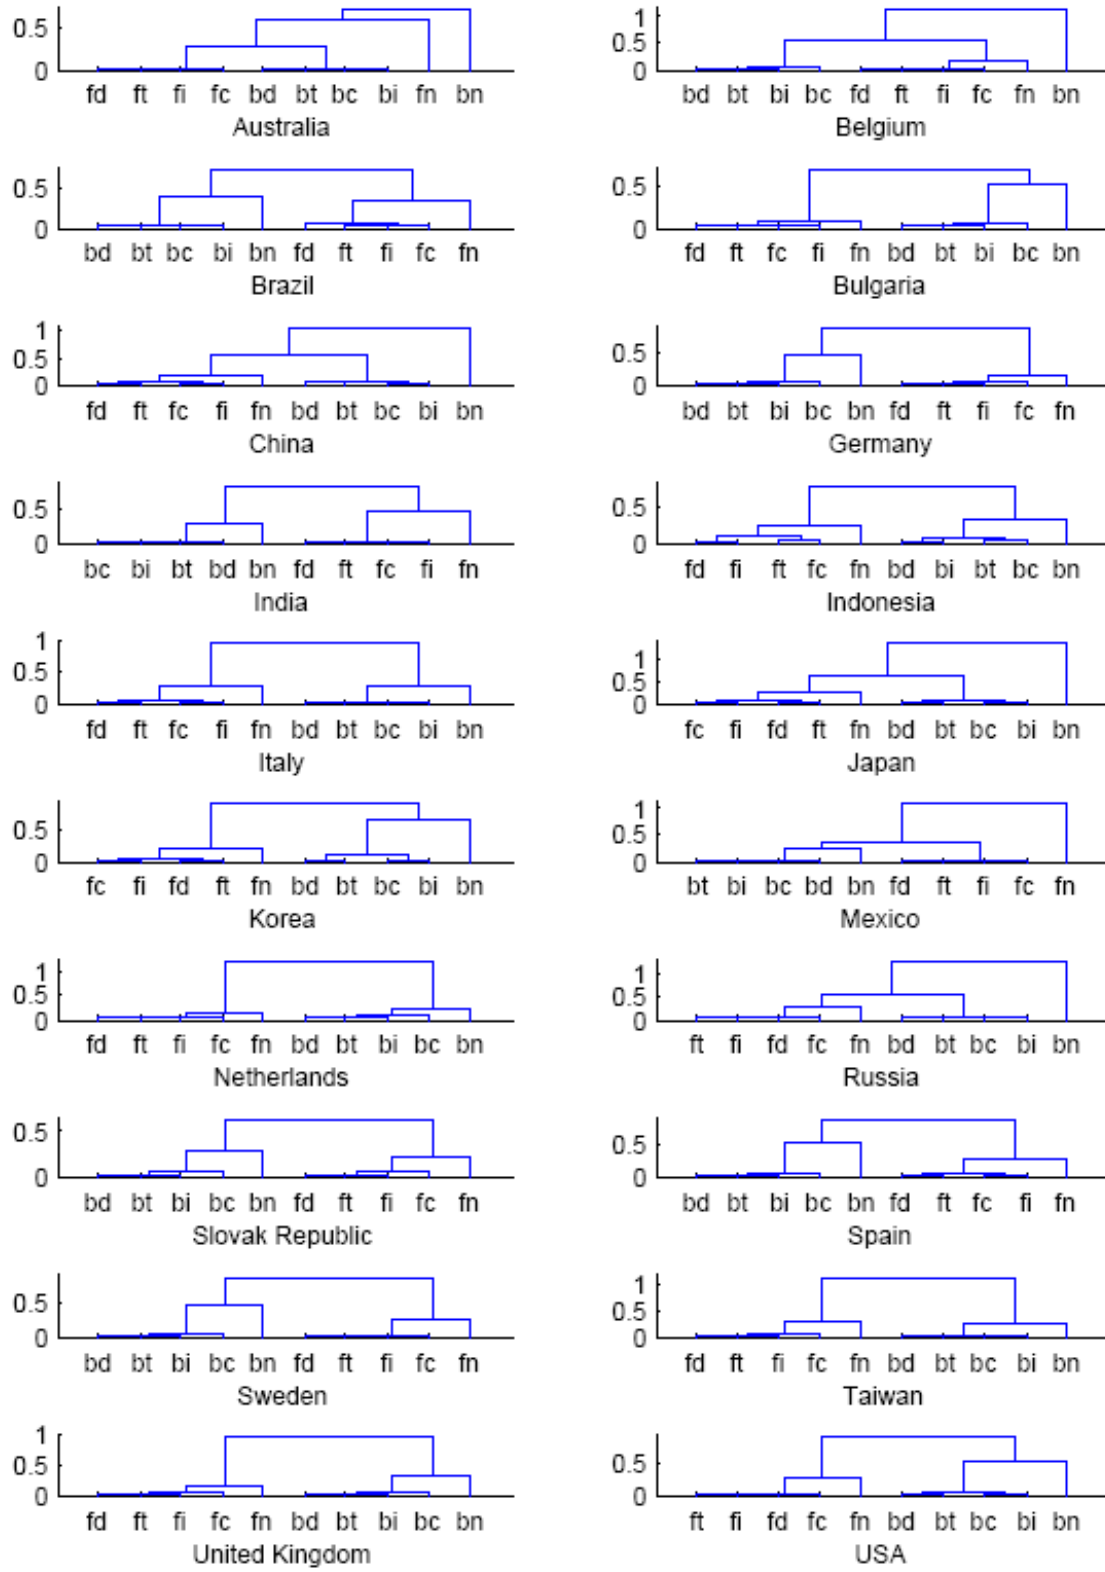 0.5
0
fd ft fi fc bd bt bc bi fn bn
Australia
1
0.5
0
bd bt bi bc fd ft fi fc fn bn
Belgium
0.5
0
bd bt bc bi bn fd ft fi fc fn
Brazil
0.5
0
fd ft fc fi fn bd bt bi bc bn
Bulgaria
1
0.5
0
fd ft fc fi fn bd bt bc bi bn
China
0.5
0
bd bt bi bc bn fd ft fi fc fn
Germany
0.5
0
bc bi bt bd bn fd ft fc fi fn
India
0.5
0
fd fi ft fc fn bd bi bt bc bn
Indonesia
1
0.5
0
fd ft fc fi fn bd bt bc bi bn
Italy
1
0.5
0
fc fi fd ft fn bd bt bc bi bn
Japan
0.5
0
fc fi fd ft fn bd bt bc bi bn
Korea
1
0.5
0
bt bi bc bd bn fd ft fi fc fn
Mexico
1
0.5
0
fd ft fi fc fn bd bt bi bc bn
Netherlands
1
0.5
0
ft fi fd fc fn bd bt bc bi bn
Russia
0.5
0
bd bt bi bc bn fd ft fi fc fn
Slovak Republic
0.5
0
bd bt bi bc bn fd ft fc fi fn
Spain
0.5
0
bd bt bi bc bn fd ft fi fc fn
Sweden
1
0.5
0
fd ft fi fc fn bd bt bc bi bn
Taiwan
1
0.5
0
fd ft fi fc fn bd bt bi bc bn
United Kingdom
0.5
0
ft fi fd fc fn bd bt bc bi bn
USA